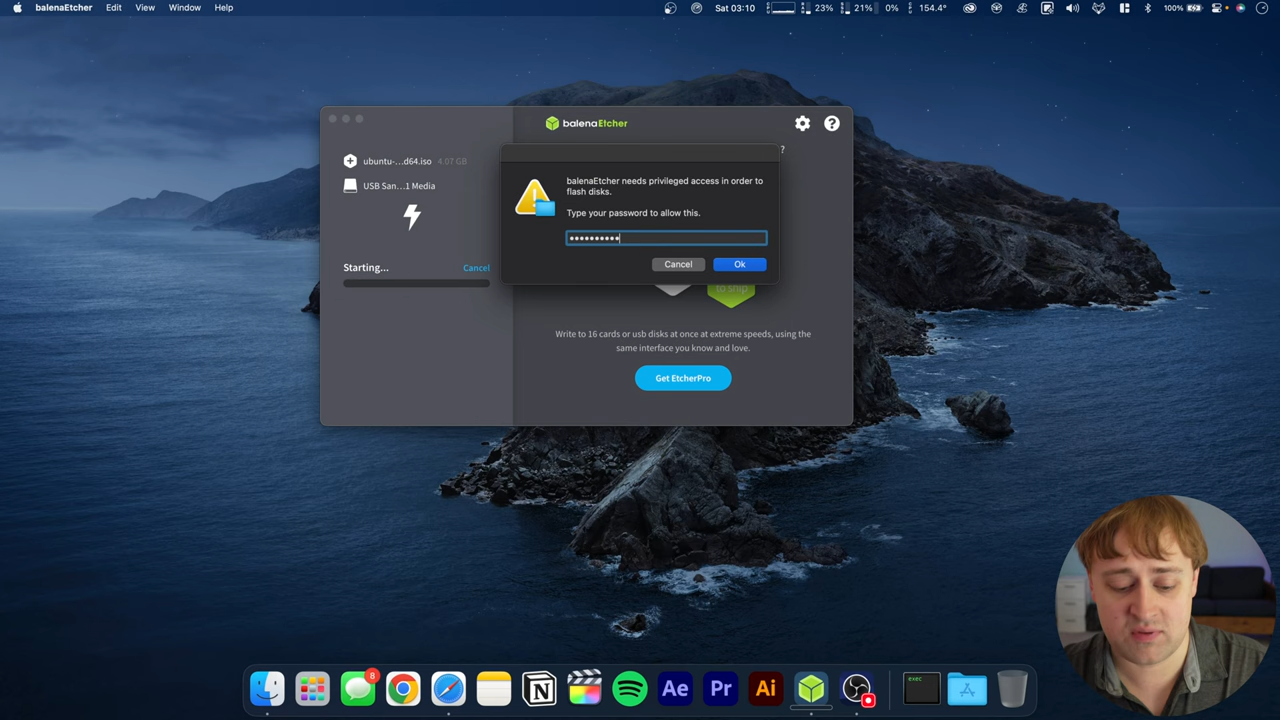 balenaEtcher Edit View Window Help
Sat 03:10 23% 21% 0% 154.4° 100%
balenaEtcher
ubuntu-...d64.iso 4.07 GB
USB San...1 Media
?
balenaEtcher needs privileged access in order to
flash disks.
Type your password to allow this.
••••••••••
Cancel Ok
Starting... Cancel
to ship
Write to 16 cards or usb disks at once at extreme speeds, using the
same interface you know and love.
Get EtcherPro
8
N
Ae
Pr
Ai
exec